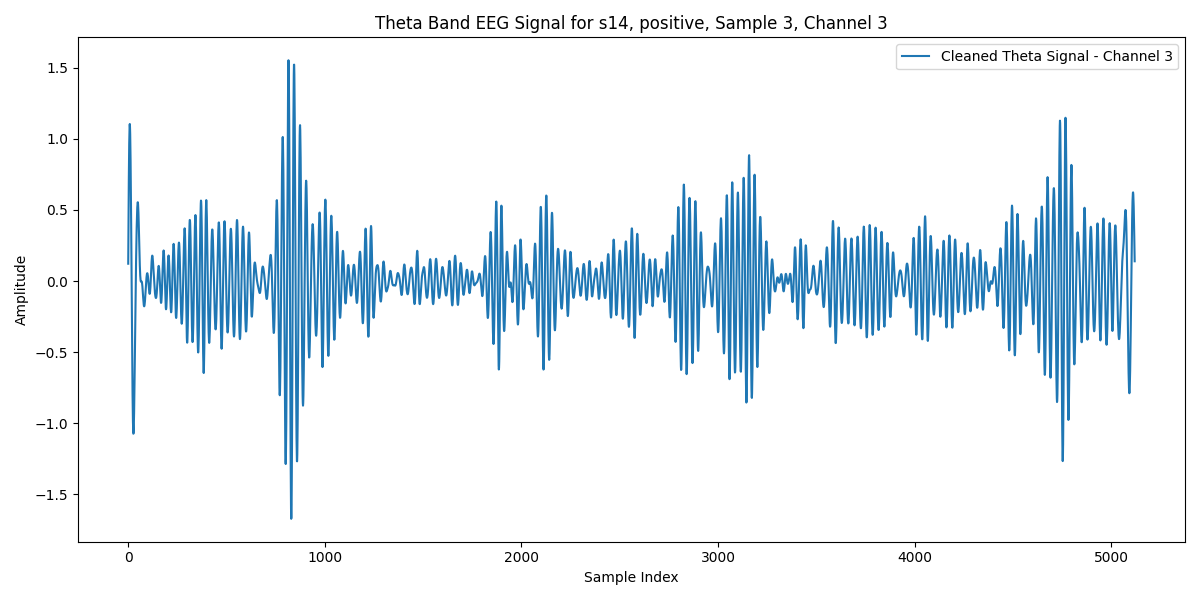 Theta Band EEG Signal for s14, positive, Sample 3, Channel 3
Cleaned Theta Signal - Channel 3
1.5
1.0
0.5
0.0
−0.5
−1.0
−1.5
Amplitude
0 1000 2000 3000 4000 5000
Sample Index